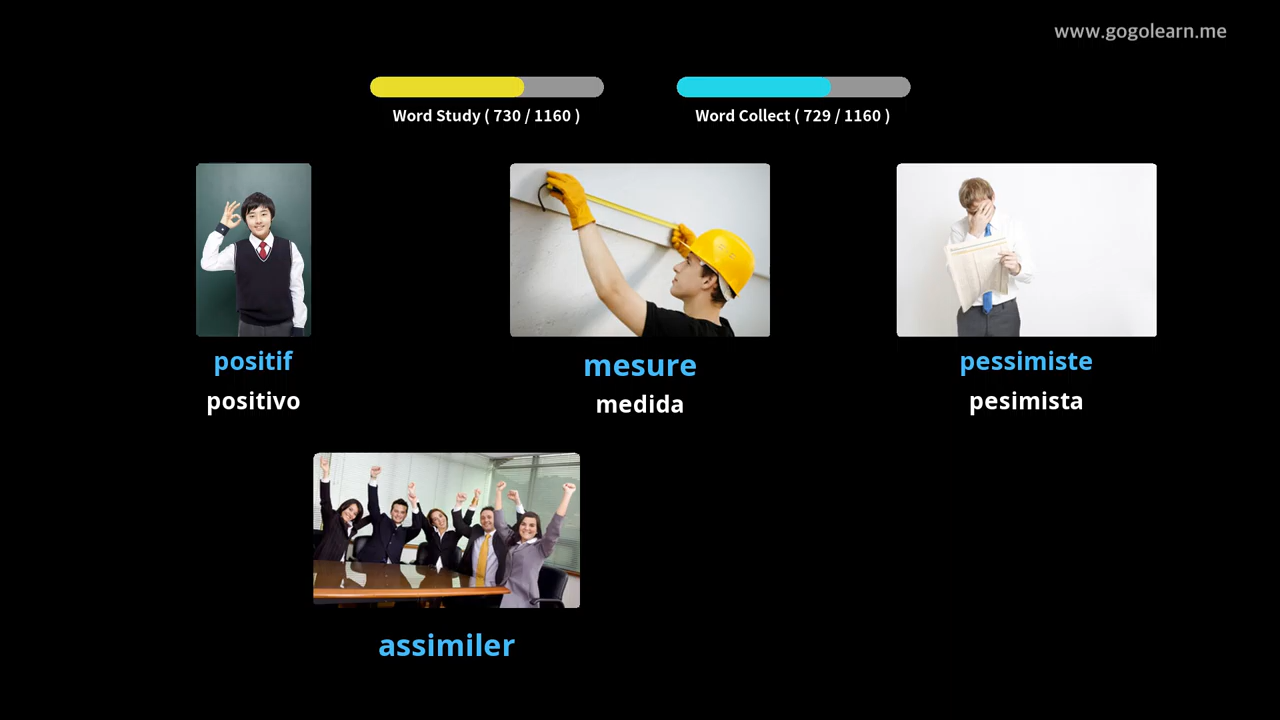 www.gogolearn.me
Word Study ( 730 / 1160 )
Word Collect ( 729 / 1160 )
positif
positivo
mesure
medida
pessimiste
pesimista
assimiler